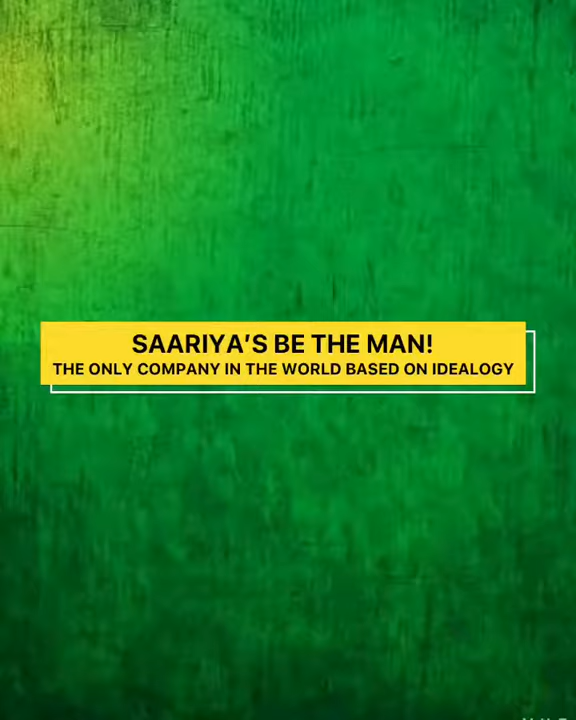 SAARIYA'S BE THE MAN!
THE ONLY COMPANY IN THE WORLD BASED ON IDEALOGY